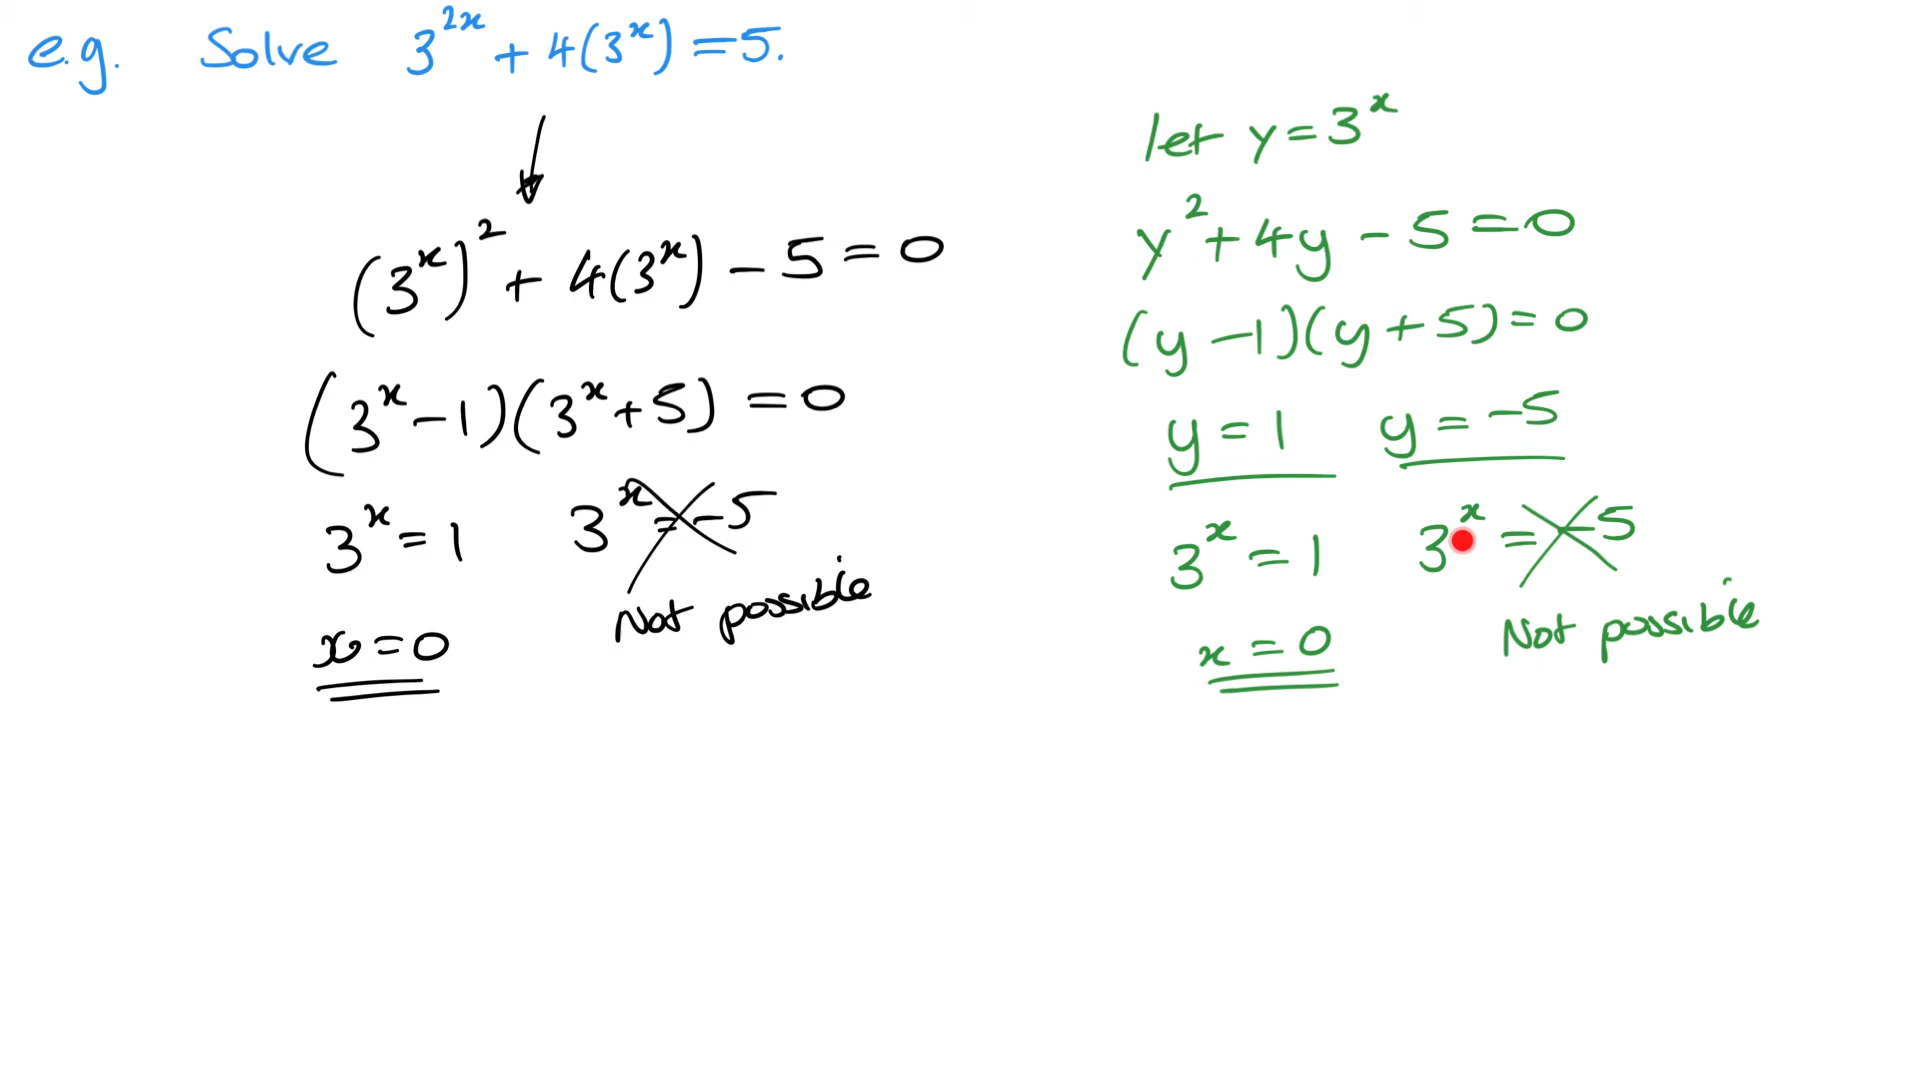 e.g. Solve 3^{2x} + 4(3^x) = 5.
(3^x)^2 + 4(3^x) - 5 = 0
(3^x - 1)(3^x + 5) = 0
3^x = 1 3^x = -5
Not possible
x = 0
let y = 3^x
y^2 + 4y - 5 = 0
(y - 1)(y + 5) = 0
y = 1 y = -5
3^x = 1 3^x = -5
Not possible
x = 0